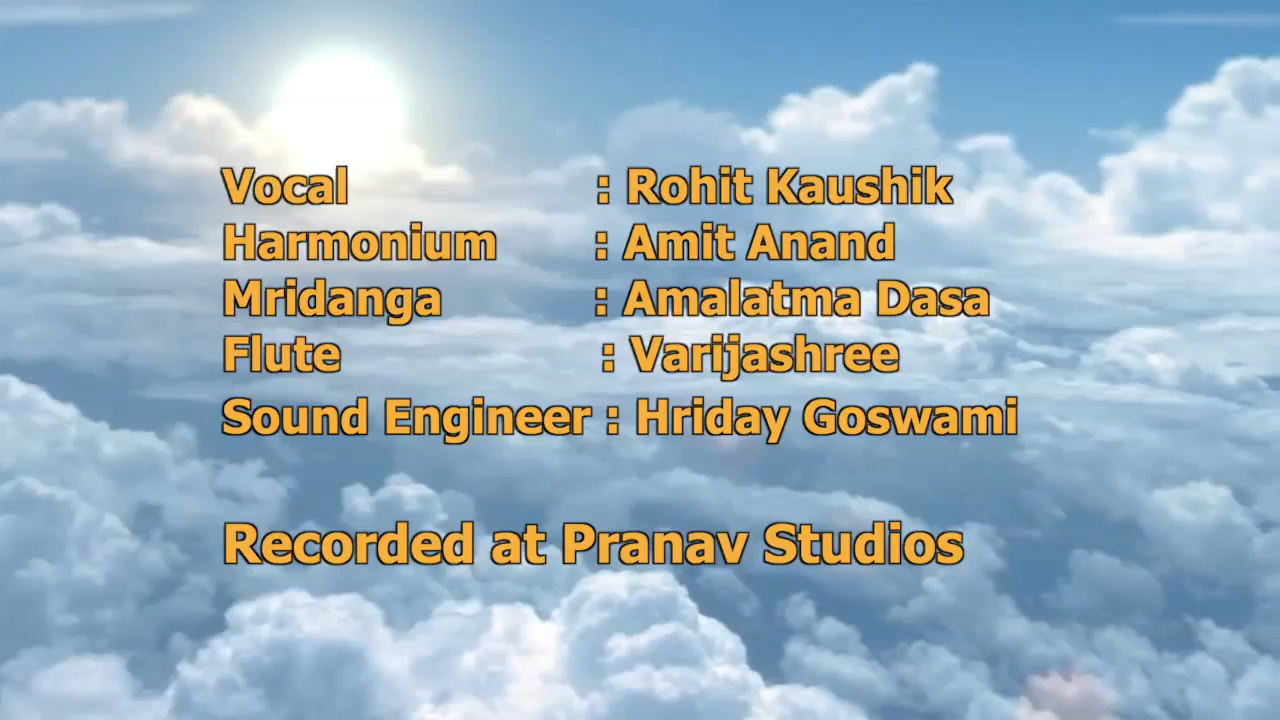 Vocal : Rohit Kaushik
Harmonium : Amit Anand
Mridanga : Amalatma Dasa
Flute : Varijashree
Sound Engineer : Hriday Goswami
Recorded at Pranav Studios